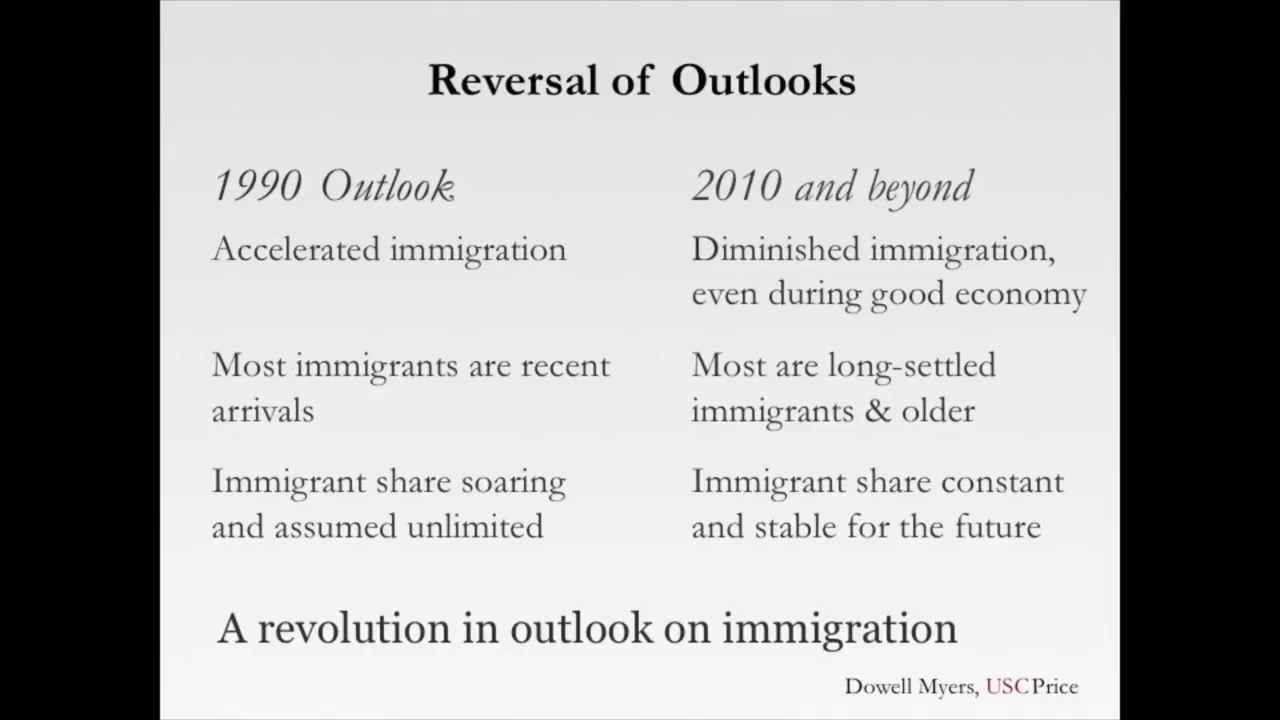 Reversal of Outlooks
1990 Outlook
Accelerated immigration
Most immigrants are recent
arrivals
Immigrant share soaring
and assumed unlimited
2010 and beyond
Diminished immigration,
even during good economy
Most are long-settled
immigrants & older
Immigrant share constant
and stable for the future
A revolution in outlook on immigration
Dowell Myers, USC Price